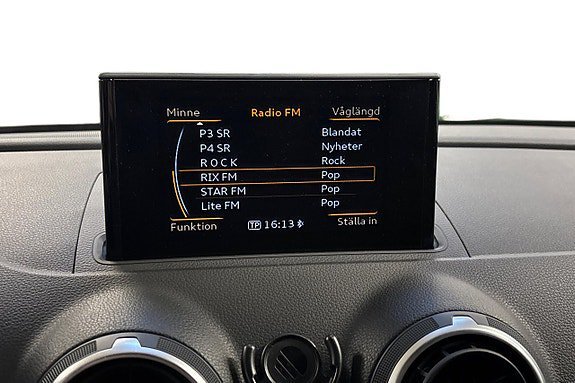 Minne Radio FM Våglängd
P3 SR Blandat
P4 SR Nyheter
R O C K Rock
RIX FM Pop
STAR FM Pop
Lite FM Pop
Funktion TP 16:13 Ställa in